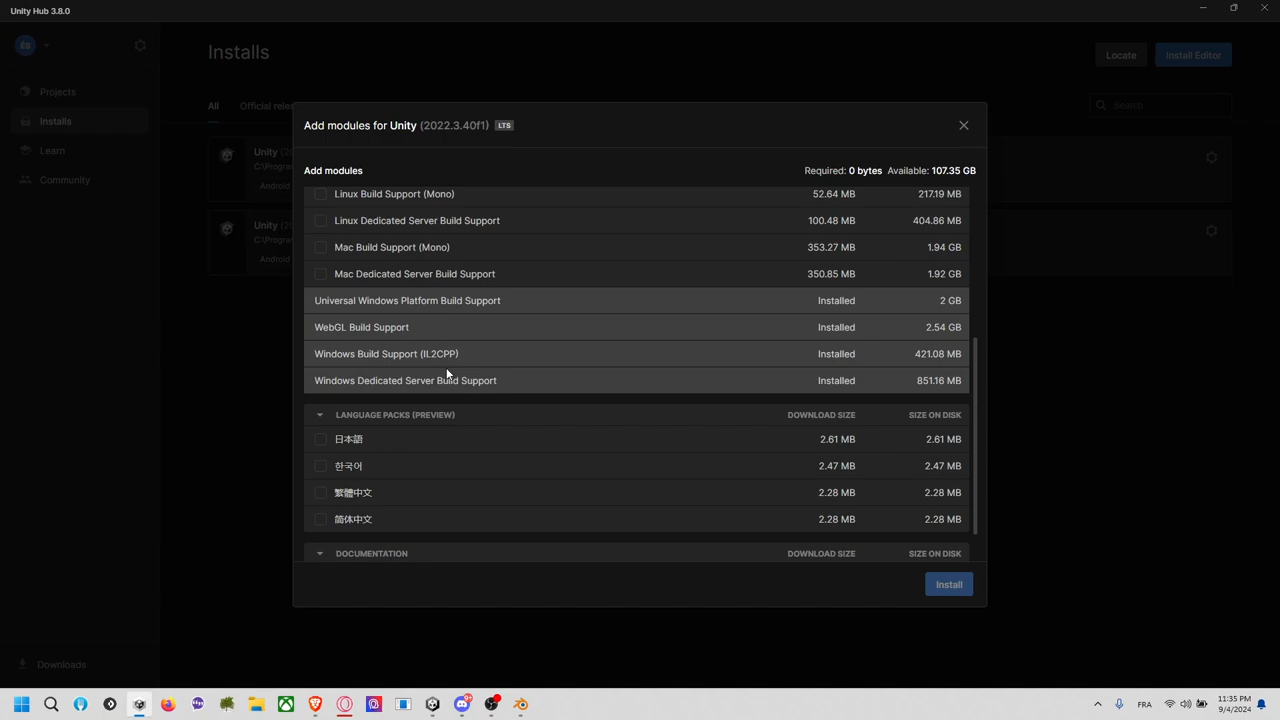 Unity Hub 3.8.0
Installs
Locate
Install Editor
Projects
Installs
Learn
Community
Downloads
All
Official
Search
Unity
Android
Unity
Android
Add modules for Unity (2022.3.40f1) LTS
Add modules
Required: 0 bytes Available: 107.35 GB
Linux Build Support (Mono) 52.64 MB 217.19 MB
Linux Dedicated Server Build Support 100.48 MB 404.86 MB
Mac Build Support (Mono) 353.27 MB 1.94 GB
Mac Dedicated Server Build Support 350.85 MB 1.92 GB
Universal Windows Platform Build Support Installed 2 GB
WebGL Build Support Installed 2.54 GB
Windows Build Support (IL2CPP) Installed 421.08 MB
Windows Dedicated Server Build Support Installed 851.16 MB
LANGUAGE PACKS (PREVIEW) DOWNLOAD SIZE SIZE ON DISK
日本語 2.61 MB 2.61 MB
한국어 2.47 MB 2.47 MB
繁體中文 2.28 MB 2.28 MB
简体中文 2.28 MB 2.28 MB
DOCUMENTATION DOWNLOAD SIZE SIZE ON DISK
Install
FRA
11:35 PM
9/4/2024